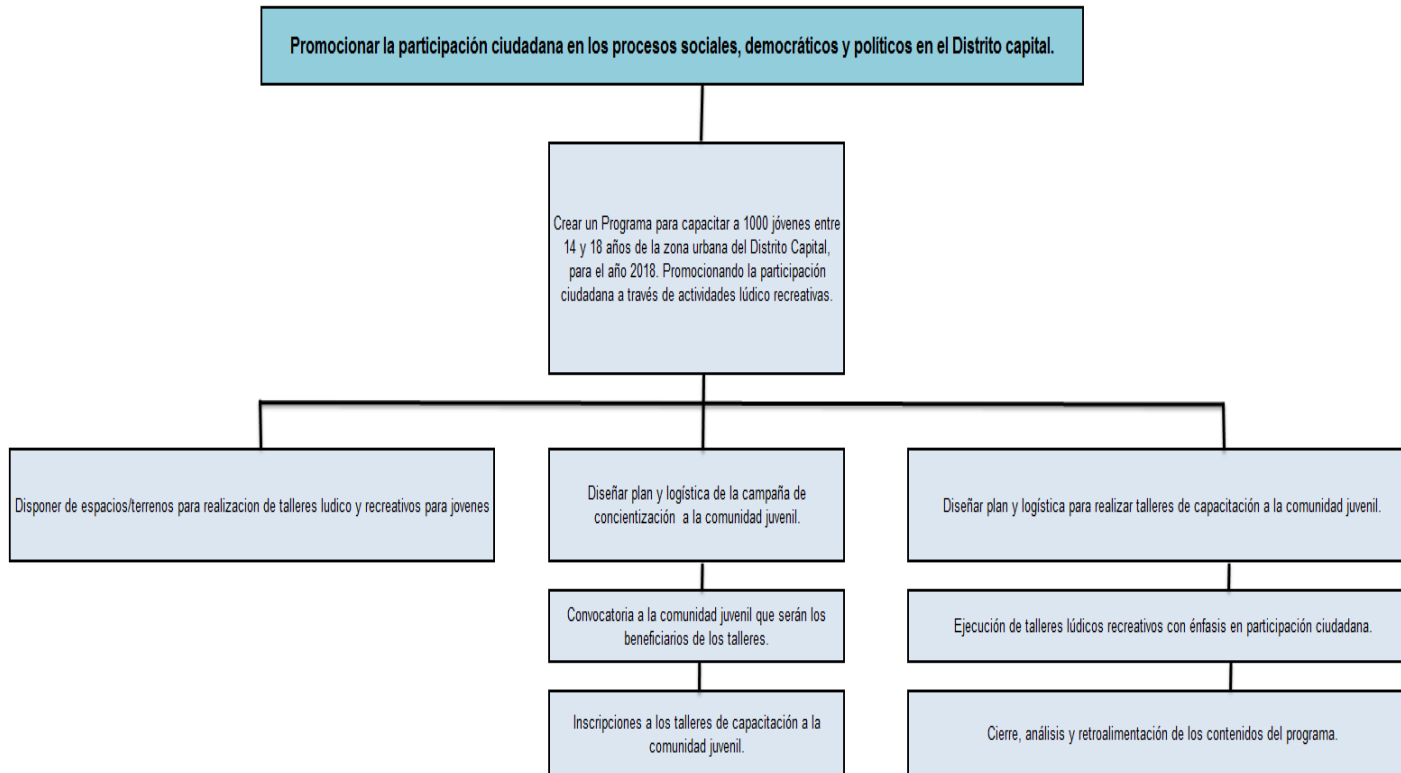 Promocionar la participación ciudadana en los procesos sociales, democráticos y políticos en el Distrito capital.
Crear un Programa para capacitar a 1000 jóvenes entre
14 y 18 años de la zona urbana del Distrito Capital,
para el año 2018. Promocionando la participación
ciudadana a través de actividades lúdico recreativas.
Disponer de espacios/terrenos para realizacion de talleres ludico y recreativos para jovenes
Diseñar plan y logística de la campaña de
concientización a la comunidad juvenil.
Diseñar plan y logística para realizar talleres de capacitación a la comunidad juvenil.
Convocatoria a la comunidad juvenil que serán los
beneficiarios de los talleres.
Ejecución de talleres lúdicos recreativos con énfasis en participación ciudadana.
Inscripciones a los talleres de capacitación a la
comunidad juvenil.
Cierre, análisis y retroalimentación de los contenidos del programa.